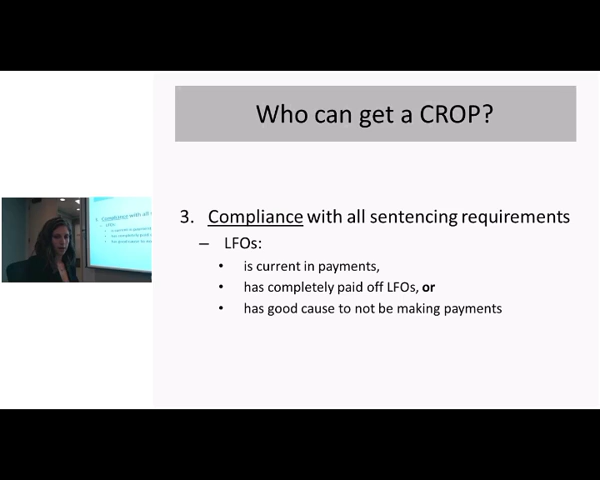 Who can get a CROP?
3. Compliance with all sentencing requirements
– LFOs:
• is current in payments,
• has completely paid off LFOs, or
• has good cause to not be making payments